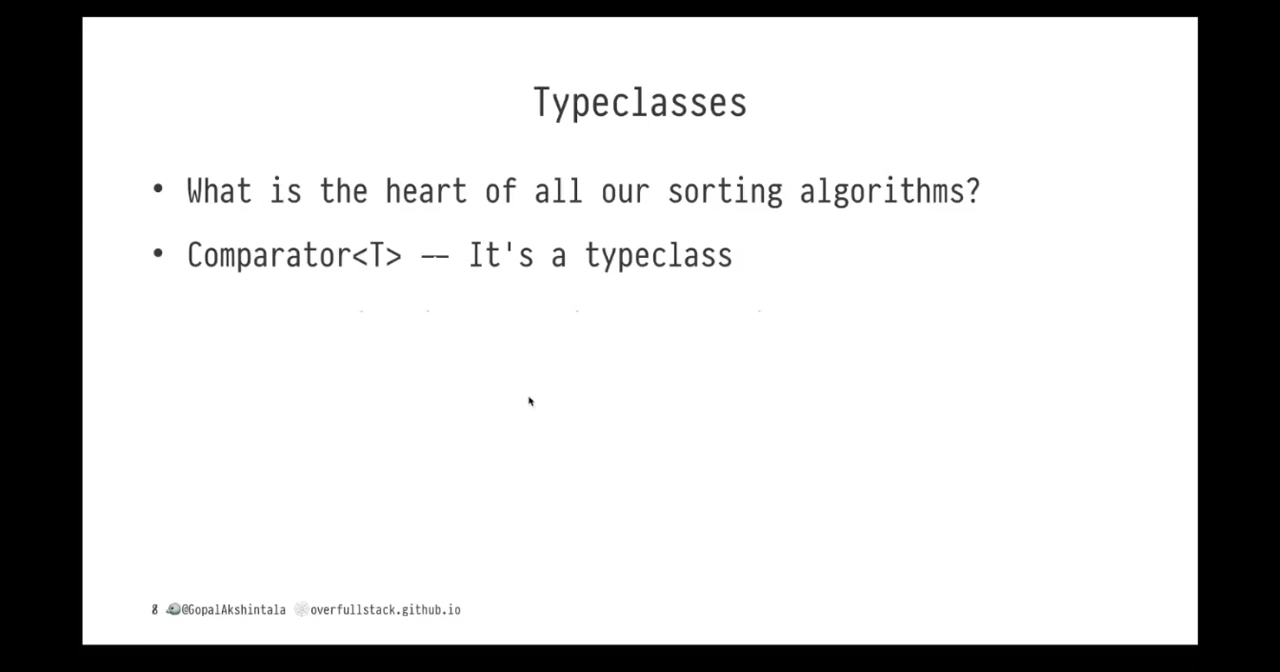 Typeclasses
• What is the heart of all our sorting algorithms?
• Comparator<T> —— It's a typeclass
8 @GopalAkshintala overfullstack.github.io